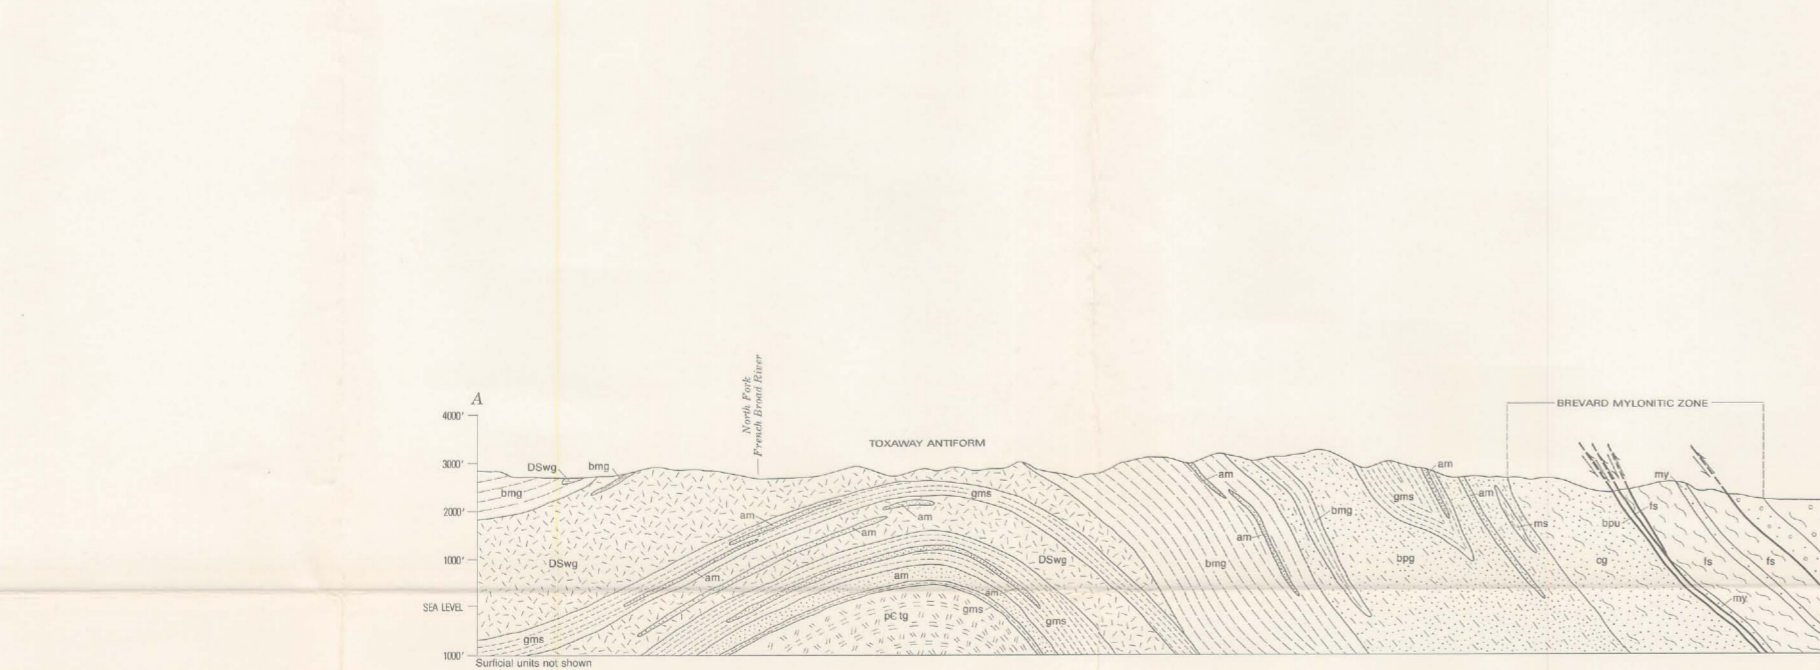 North Fork
French Broad River
A
BREVARD MYLONITIC ZONE
4000'
TOXAWAY ANTIFORM
3000'
DSwg
bmg
am
am
my
bmg
gms
am
gms
am
fs
2000'
am
am
bmg
ms
bpu
am
am
1000'
DSwg
DSwg
bmg
bpg
cg
fs
fs
am
am
am
my
SEA LEVEL
p€tg
gms
gms
gms
1000'
Surficial units not shown